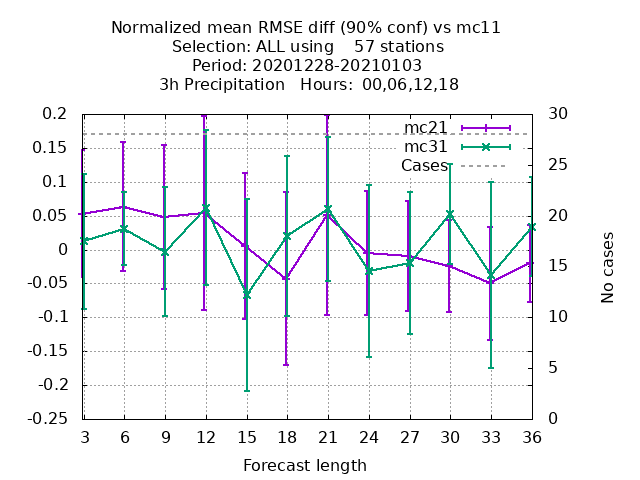 Normalized mean RMSE diff (90% conf) vs mc11
Selection: ALL using    57 stations
Period: 20201228-20210103
3h Precipitation   Hours:  00,06,12,18
mc21
mc31
Cases
0.2
0.15
0.1
0.05
0
-0.05
-0.1
-0.15
-0.2
-0.25
30
25
20
15
10
5
0
No cases
3 6 9 12 15 18 21 24 27 30 33 36
Forecast length